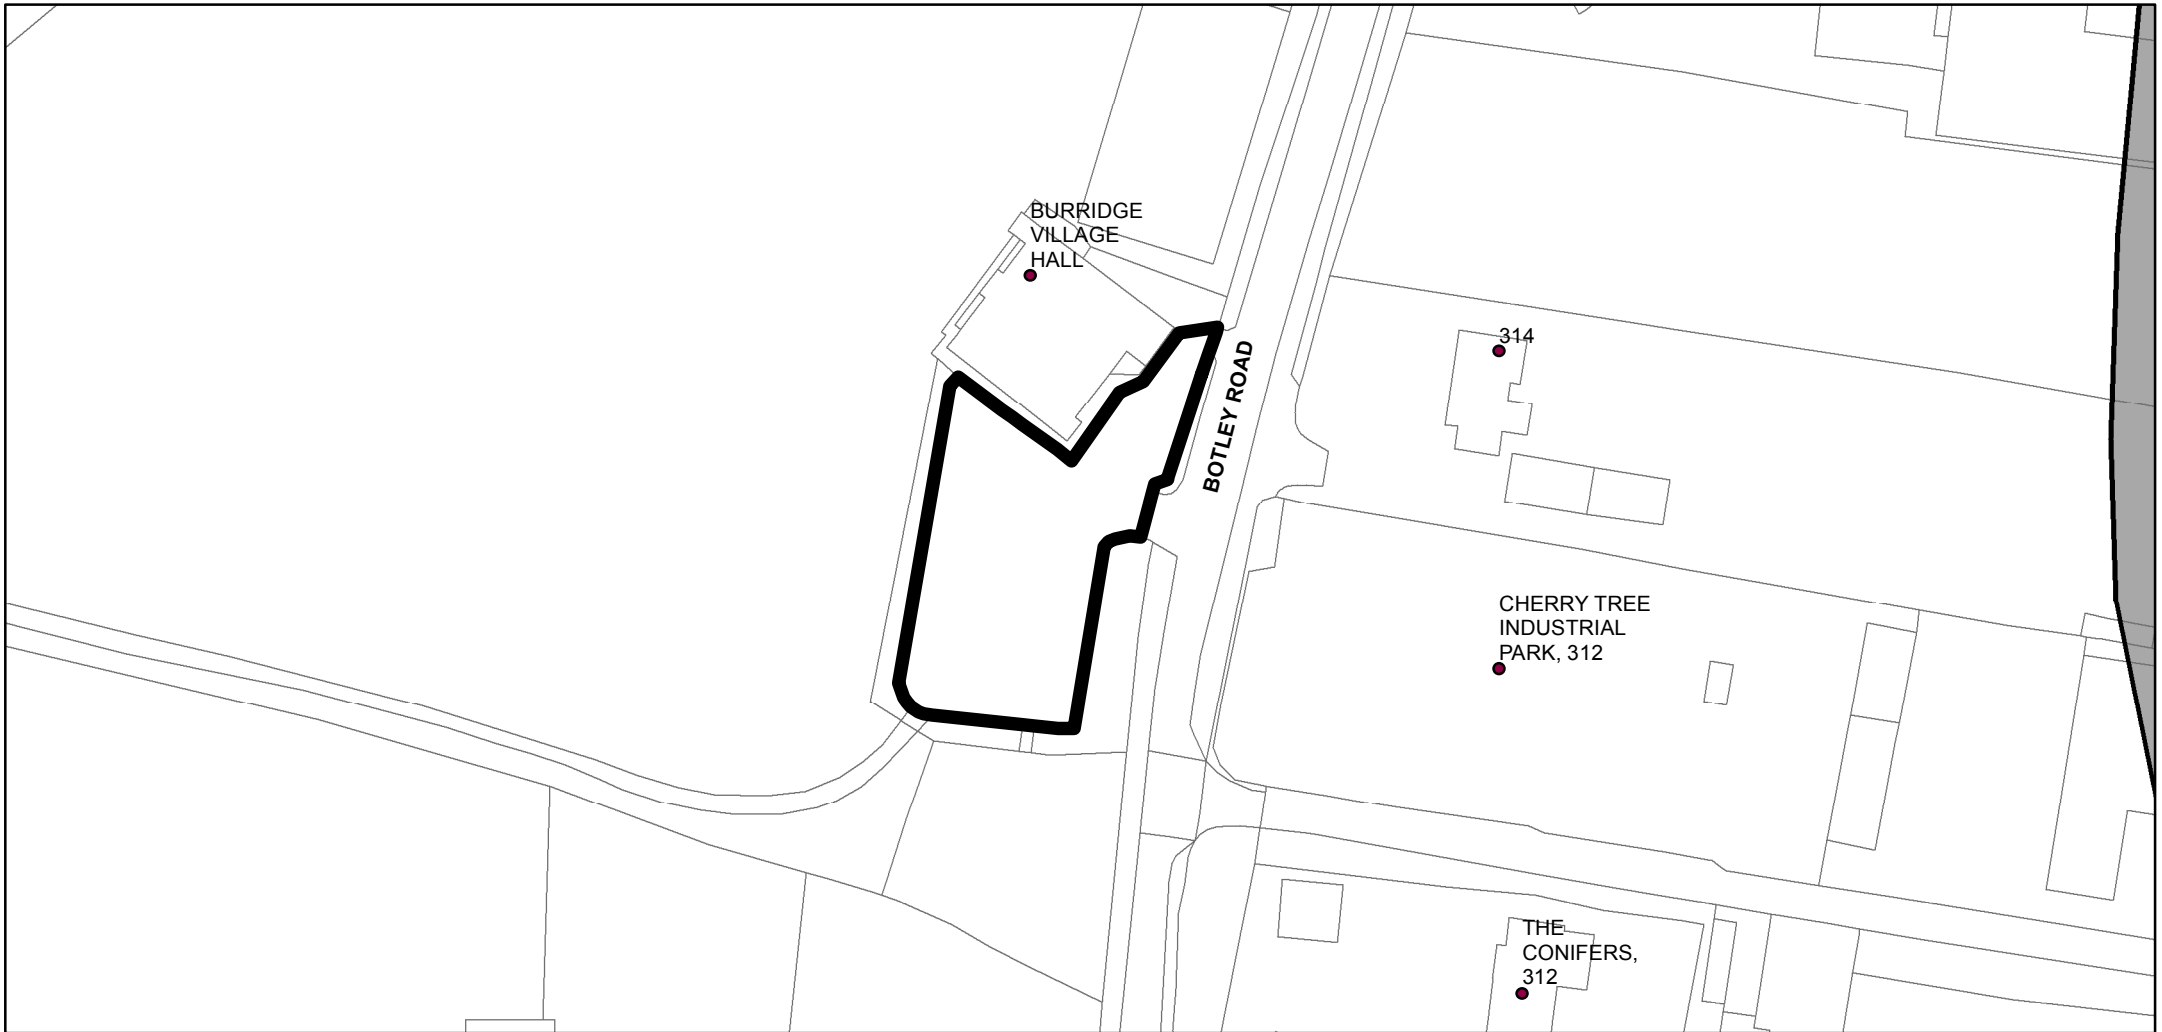 BURRIDGE
VILLAGE
HALL
314
BOTLEY ROAD
CHERRY TREE
INDUSTRIAL
PARK, 312
THE
CONIFERS,
312